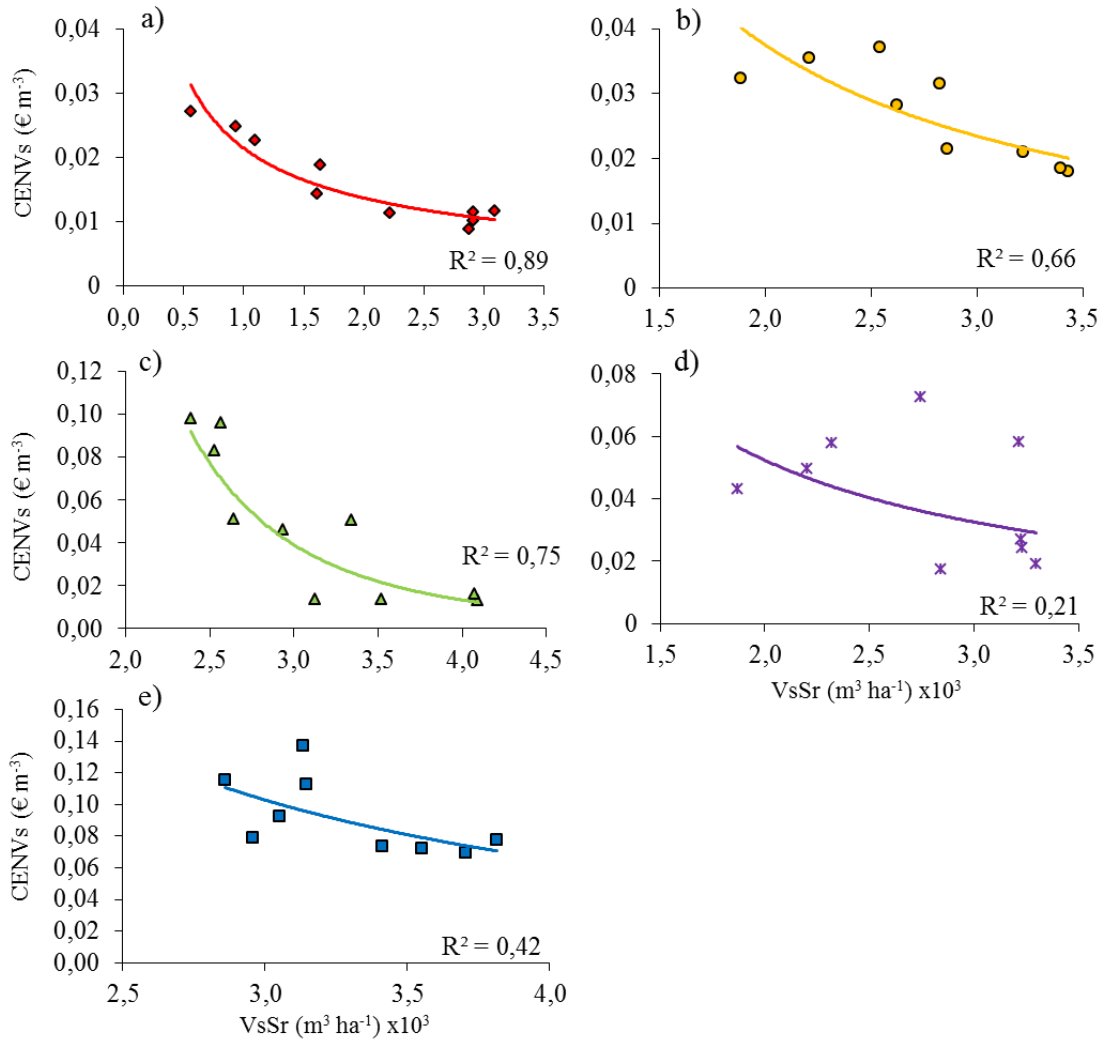 a)
0,04
0,03
0,02
0,01
0
CENVs (€ m-3)
R² = 0,89
0,0 0,5 1,0 1,5 2,0 2,5 3,0 3,5
b)
0,04
0,03
0,02
0,01
0
R² = 0,66
1,5 2,0 2,5 3,0 3,5
c)
0,12
0,10
0,08
0,06
0,04
0,02
0,00
CENVs (€ m-3)
R² = 0,75
2,0 2,5 3,0 3,5 4,0 4,5
d)
0,08
0,06
0,04
0,02
0
R² = 0,21
1,5 2,0 2,5 3,0 3,5
VsSr (m³ ha-1) x10³
e)
0,16
0,14
0,12
0,10
0,08
0,06
0,04
0,02
0,00
CENVs (€ m-3)
R² = 0,42
2,5 3,0 3,5 4,0
VsSr (m³ ha-1) x10³